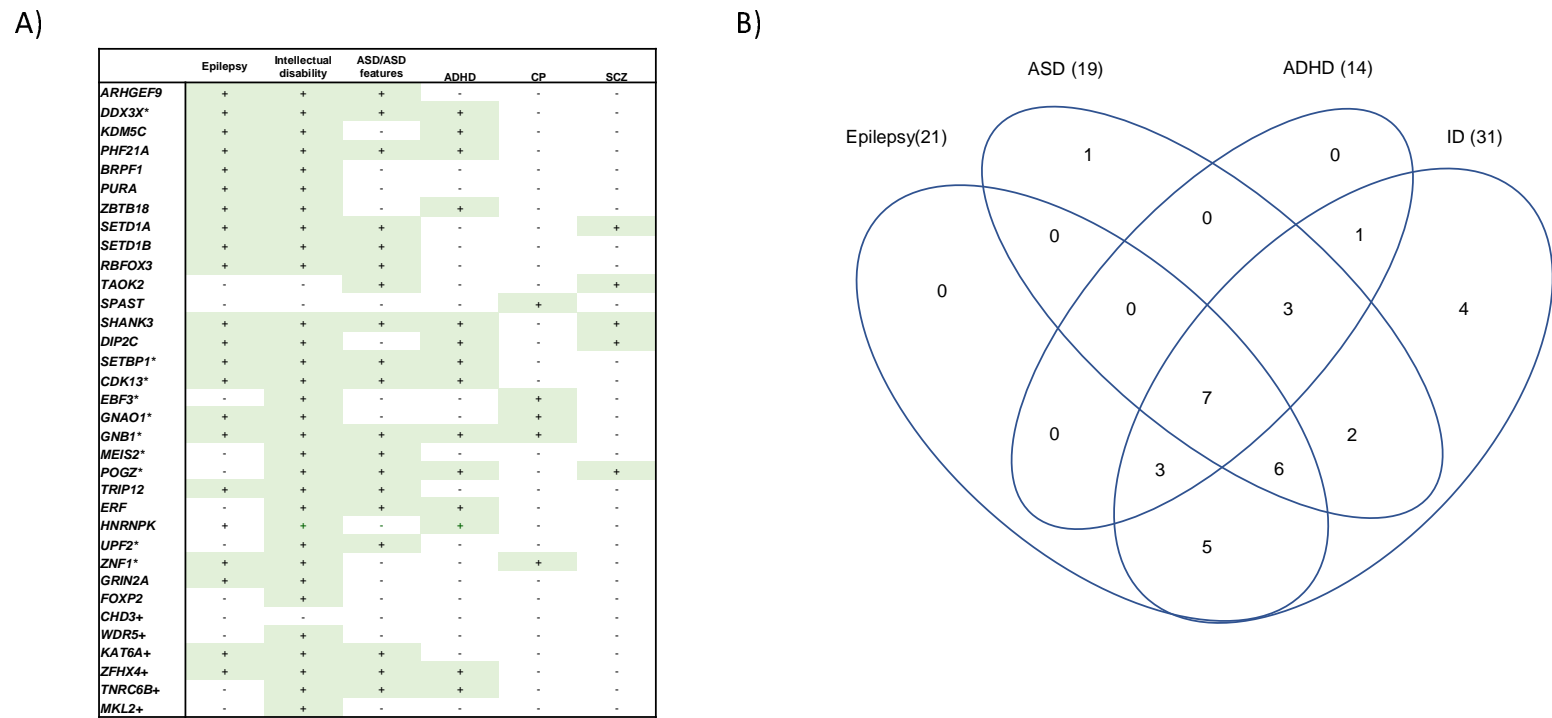 A)
B)
Epilepsy Intellectual disability ASD/ASD features ADHD CP SCZ
ARHGEF9 + + + - - -
DDX3X* + + + + - -
KDM5C + + - + - -
PHF21A + + + + - -
BRPF1 + + - - - -
PURA + + - - - -
ZBTB18 + + - + - -
SETD1A + + + - - +
SETD1B + + + - - -
RBFOX3 + + + - - -
TAOK2 - - + - - +
SPAST - - - - + -
SHANK3 + + + + - +
DIP2C + + - + - +
SETBP1* + + + + - -
CDK13* + + + + - -
EBF3* - + - - + -
GNAO1* + + - - + -
GNB1* + + + + + -
MEIS2* - + + - - -
POGZ* - + + + - +
TRIP12 + + + - - -
ERF - + + + - -
HNRNPK + + - + - -
UPF2* - + + - - -
ZNF1* + + - - + -
GRIN2A + + - - - -
FOXP2 - + - - - -
CHD3+ - - - - - -
WDR5+ - + - - - -
KAT6A+ + + + - - -
ZFHX4+ + + + + - -
TNRC6B+ - + + + - -
MKL2+ - + - - - -
ASD (19) ADHD (14)
Epilepsy(21) ID (31)
1 0
0 0 1
0 0 3 4
7
0 2
3 6
5